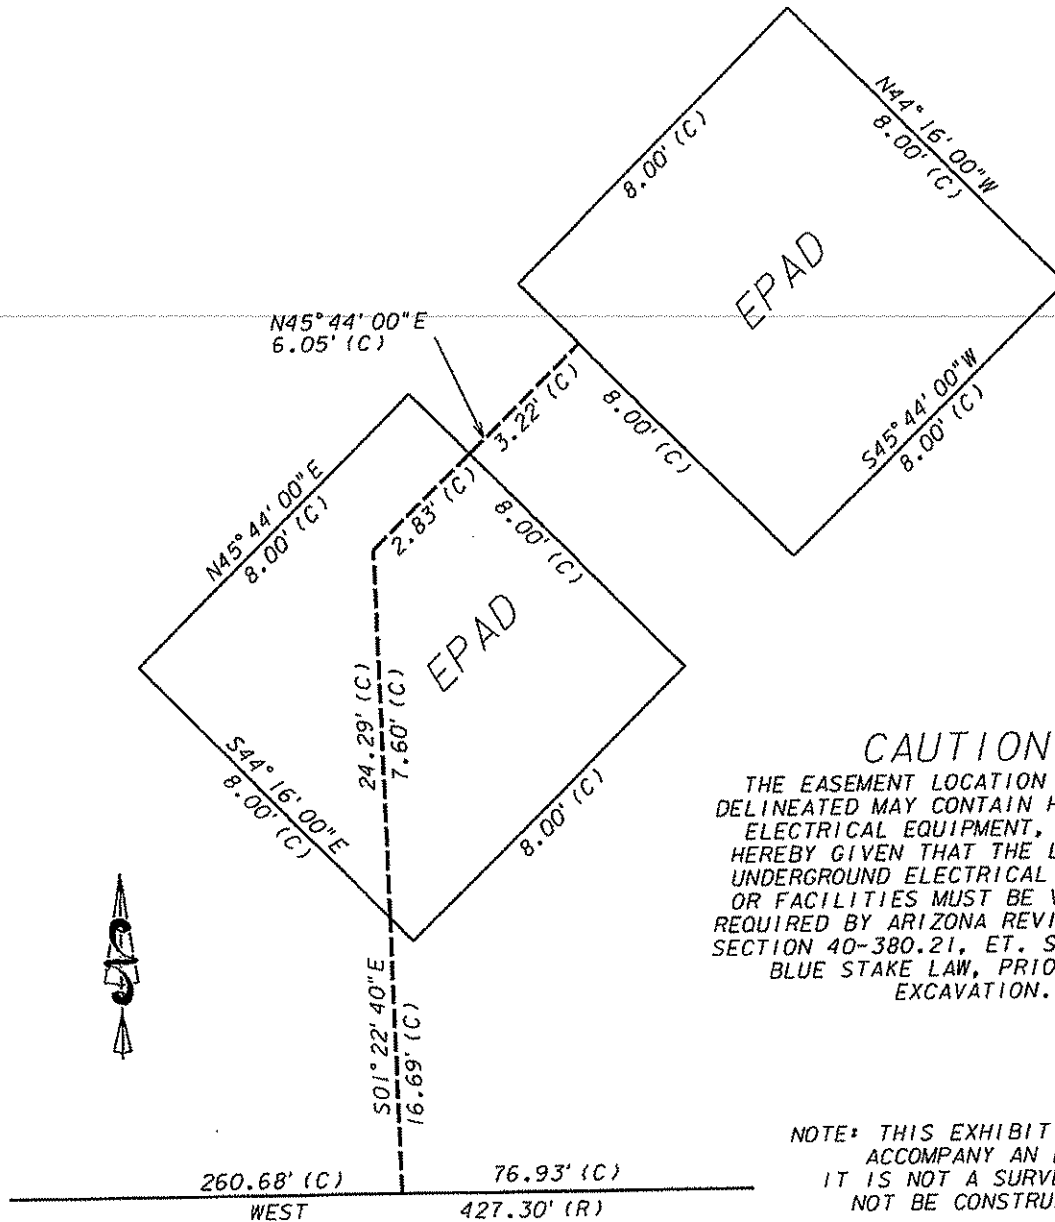 N44°16'00"W
8.00' (C)
8.00' (C)
EPAD
N45°44'00"E
6.05' (C)
3.22' (C)
8.00' (C)
S45°44'00"W
8.00' (C)
N45°44'00"E
8.00' (C)
2.83' (C)
8.00' (C)
EPAD
24.29' (C)
7.60' (C)
S44°16'00"E
8.00' (C)
8.00' (C)
CAUTION
THE EASEMENT LOCATION
DELINEATED MAY CONTAIN H
ELECTRICAL EQUIPMENT,
HEREBY GIVEN THAT THE L
UNDERGROUND ELECTRICAL
OR FACILITIES MUST BE V
REQUIRED BY ARIZONA REVI
SECTION 40-380.21, ET. S
BLUE STAKE LAW, PRIO
EXCAVATION.
S01°22'40"E
16.69' (C)
NOTE: THIS EXHIBIT
ACCOMPANY AN
IT IS NOT A SURVE
NOT BE CONSTRU
260.68' (C)
76.93' (C)
WEST
427.30' (R)